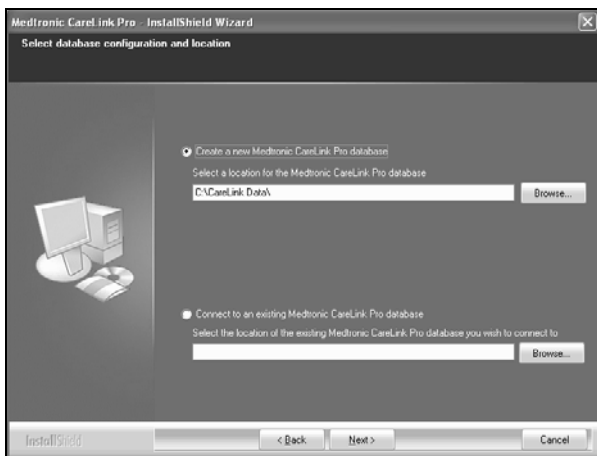 Medtronic CareLink Pro - InstallShield Wizard
Select database configuration and location
Create a new Medtronic CareLink Pro database
Select a location for the Medtronic CareLink Pro database
C:\CareLink Data\
Browse...
Connect to an existing Medtronic CareLink Pro database
Select the location of the existing Medtronic CareLink Pro database you wish to connect to
Browse...
InstallShield
< Back
Next >
Cancel